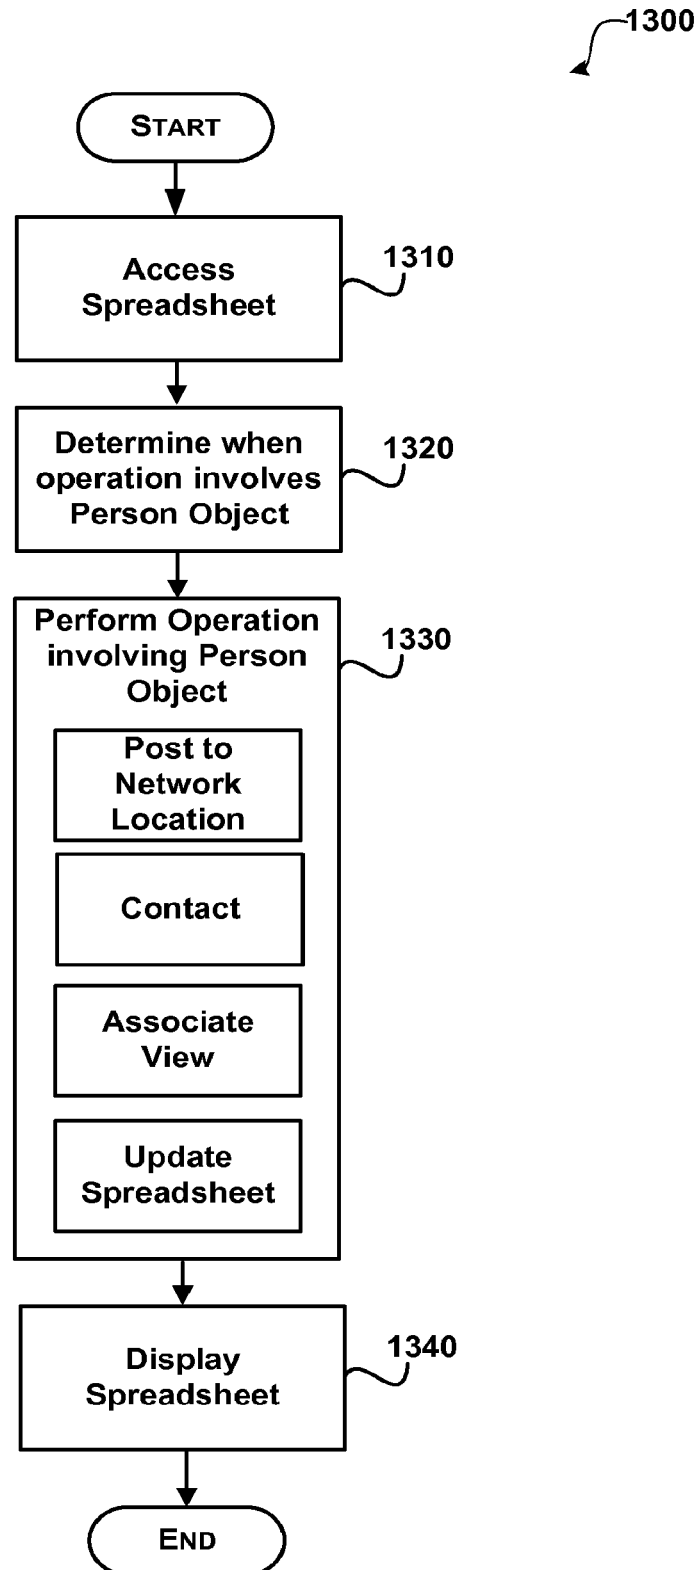 1300
START
Access
Spreadsheet
1310
Determine when
operation involves
Person Object
1320
Perform Operation
involving Person
Object
1330
Post to
Network
Location
Contact
Associate
View
Update
Spreadsheet
Display
Spreadsheet
1340
END